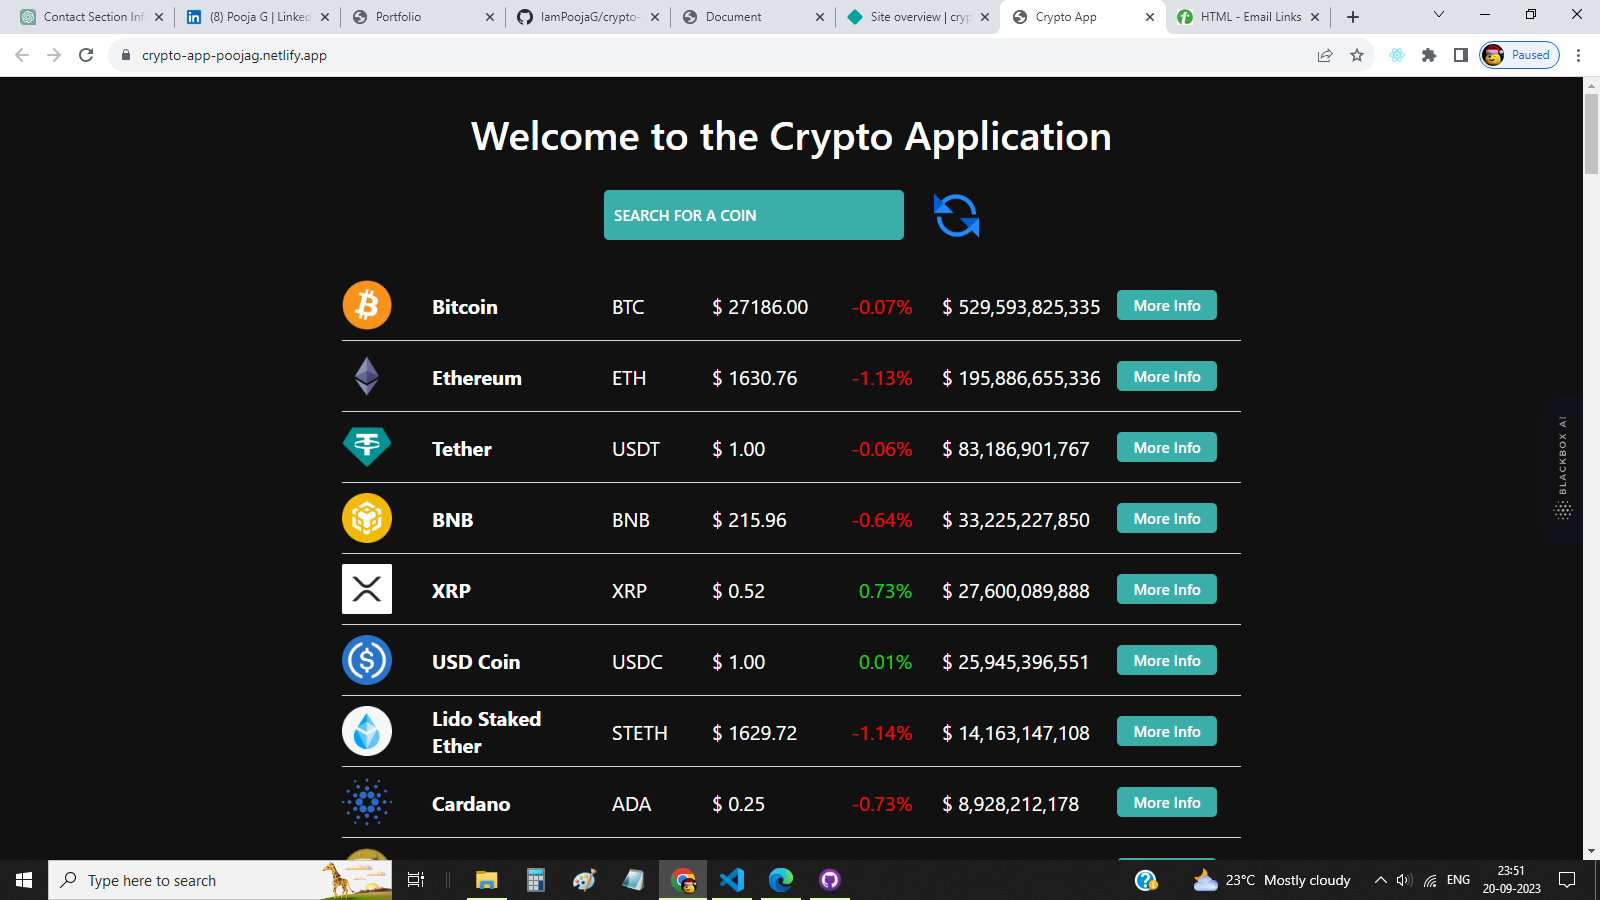 Contact Section Inf
(8) Pooja G | Linked
Portfolio
IamPoojaG/crypto-
Document
Site overview | cryp
Crypto App
HTML - Email Links
crypto-app-poojag.netlify.app
Paused
Welcome to the Crypto Application
SEARCH FOR A COIN
Bitcoin BTC $ 27186.00 -0.07% $ 529,593,825,335 More Info
Ethereum ETH $ 1630.76 -1.13% $ 195,886,655,336 More Info
Tether USDT $ 1.00 -0.06% $ 83,186,901,767 More Info
BNB BNB $ 215.96 -0.64% $ 33,225,227,850 More Info
XRP XRP $ 0.52 0.73% $ 27,600,089,888 More Info
USD Coin USDC $ 1.00 0.01% $ 25,945,396,551 More Info
Lido Staked
Ether STETH $ 1629.72 -1.14% $ 14,163,147,108 More Info
Cardano ADA $ 0.25 -0.73% $ 8,928,212,178 More Info
BLACKBOX AI
Type here to search
23°C Mostly cloudy
ENG
23:51
20-09-2023